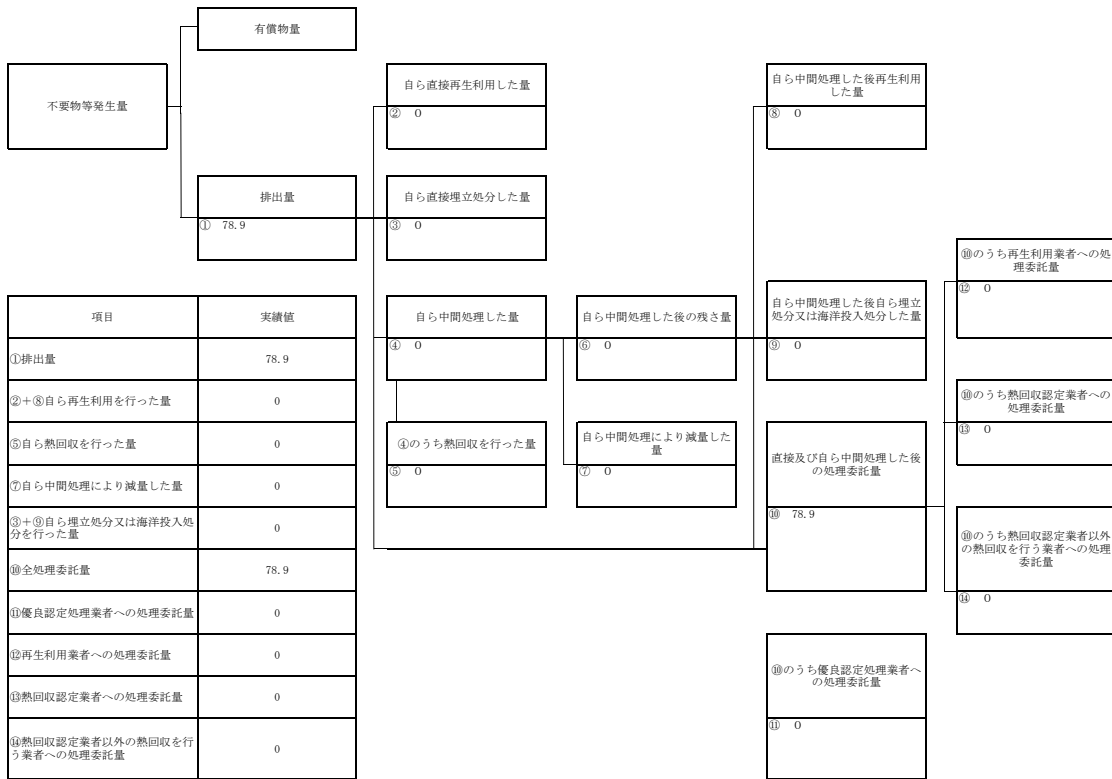 有償物量
不要物等発生量
排出量
① 78.9
自ら直接再生利用した量
② 0
自ら直接埋立処分した量
③ 0
自ら中間処理した量
④ 0
④のうち熱回収を行った量
⑤ 0
自ら中間処理した後の残さ量
⑥ 0
自ら中間処理により減量した
量
⑦ 0
自ら中間処理した後再生利用
した量
⑧ 0
自ら中間処理した後自ら埋立
処分又は海洋投入処分した量
⑨ 0
直接及び自ら中間処理した後
の処理委託量
⑩ 78.9
⑩のうち優良認定処理業者へ
の処理委託量
⑪ 0
⑩のうち再生利用業者への処
理委託量
⑫ 0
⑩のうち熱回収認定業者への
処理委託量
⑬ 0
⑩のうち熱回収認定業者以外
の熱回収を行う業者への処理
委託量
⑭ 0
項目 実績値
①排出量 78.9
②+⑧自ら再生利用を行った量 0
⑤自ら熱回収を行った量 0
⑦自ら中間処理により減量した量 0
③+⑨自ら埋立処分又は海洋投入処
分を行った量 0
⑩全処理委託量 78.9
⑪優良認定処理業者への処理委託量 0
⑫再生利用業者への処理委託量 0
⑬熱回収認定業者への処理委託量 0
⑭熱回収認定業者以外の熱回収を行
う業者への処理委託量 0